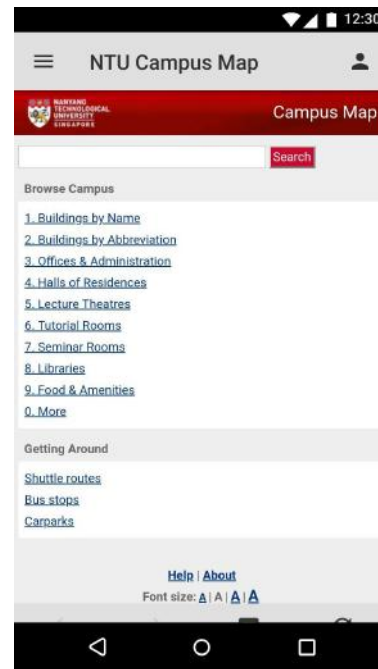 12:30
NTU Campus Map
NANYANG
TECHNOLOGICAL
UNIVERSITY
SINGAPORE
Campus Map
Search
Browse Campus
1. Buildings by Name
2. Buildings by Abbreviation
3. Offices & Administration
4. Halls of Residences
5. Lecture Theatres
6. Tutorial Rooms
7. Seminar Rooms
8. Libraries
9. Food & Amenities
0. More
Getting Around
Shuttle routes
Bus stops
Carparks
Help | About
Font size: A | A | A | A